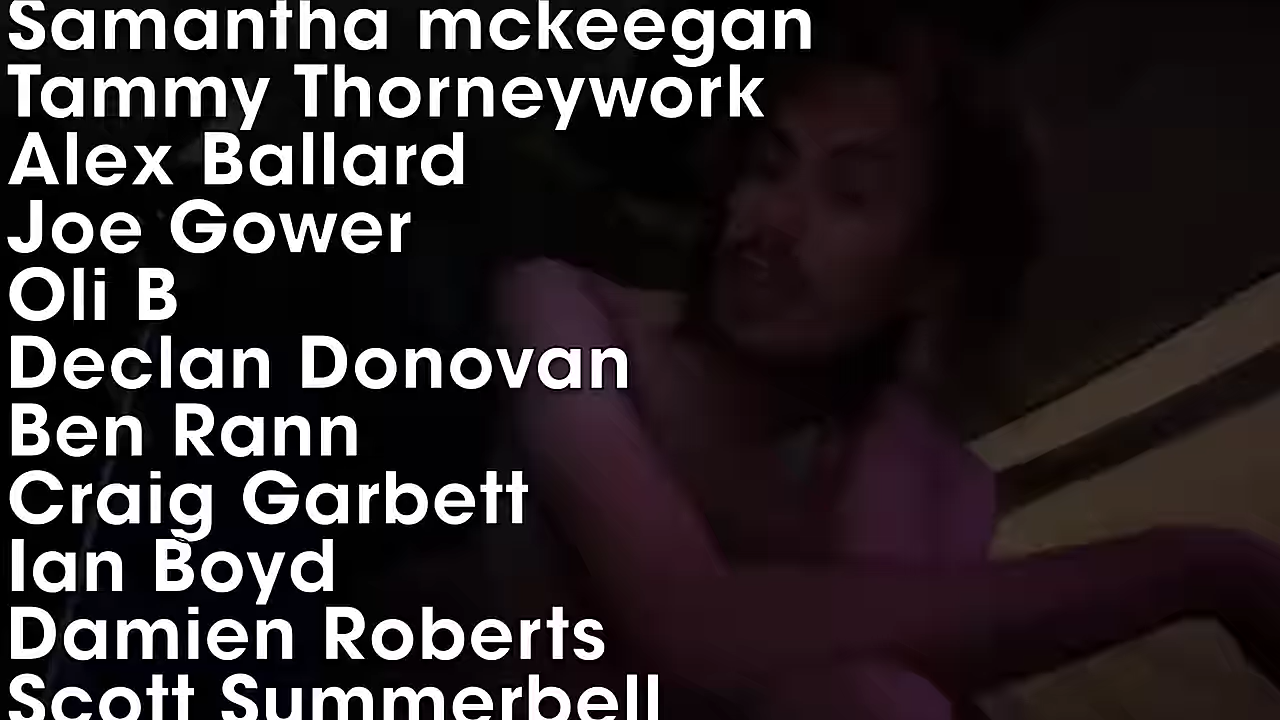 Samantha mckeegan
Tammy Thorneywork
Alex Ballard
Joe Gower
Oli B
Declan Donovan
Ben Rann
Craig Garbett
Ian Boyd
Damien Roberts
Scott Summerbell